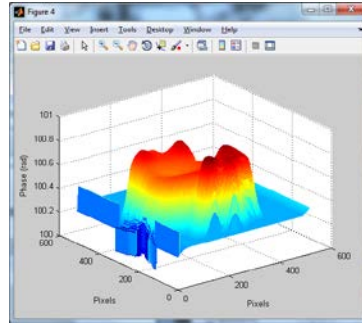 Figure 4
File Edit View Insert Tools Desktop Window Help
101
100.8
100.6
100.4
100.2
100
600
400
200
0
0
200
400
600
Phase (rad)
Pixels
Pixels